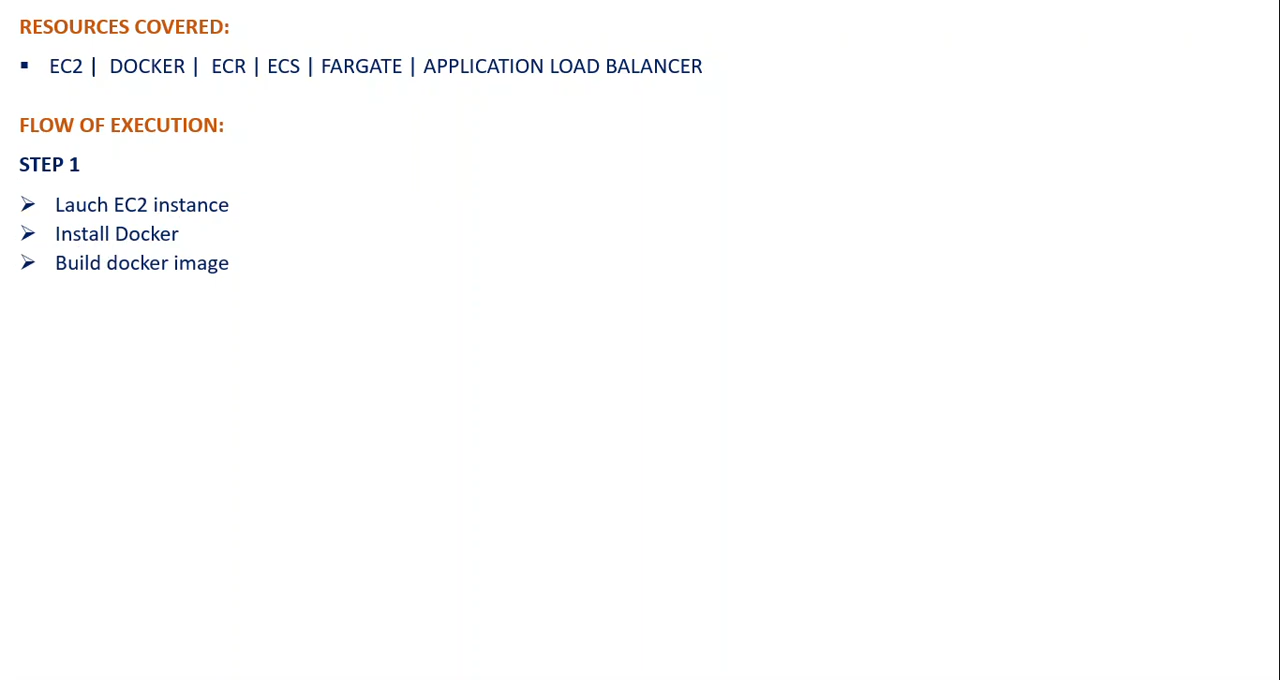 RESOURCES COVERED:
▪ EC2 | DOCKER | ECR | ECS | FARGATE | APPLICATION LOAD BALANCER
FLOW OF EXECUTION:
STEP 1
➢ Lauch EC2 instance
➢ Install Docker
➢ Build docker image